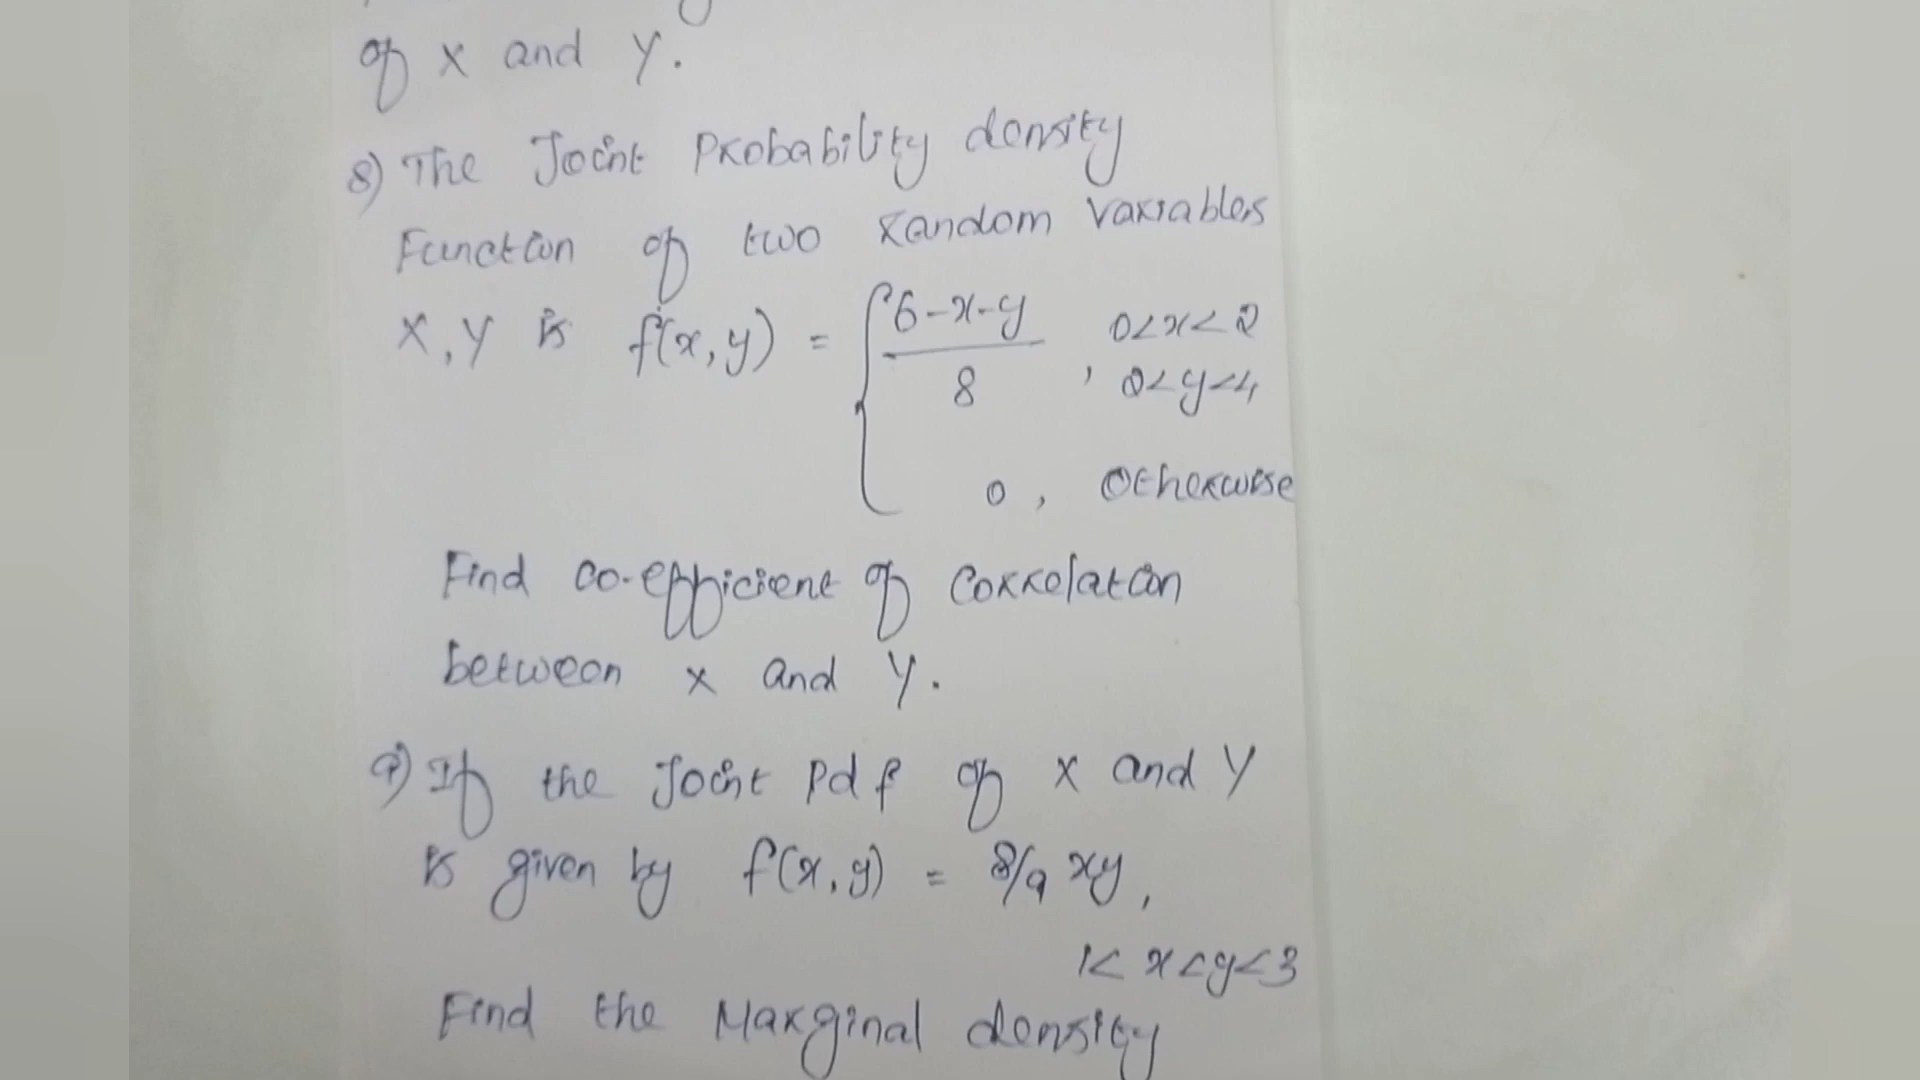 of X and Y.
8) The Joint Probability density
Function of two random variables
X, Y is f(x, y) = { 6-x-y / 8 , 0<x<2
2<y<4
0, otherwise
Find co-efficient of Correlation
between X and Y.
9) If the Joint Pdf of X and Y
is given by f(x, y) = 8/9 xy,
1< x<y<3
Find the Marginal density